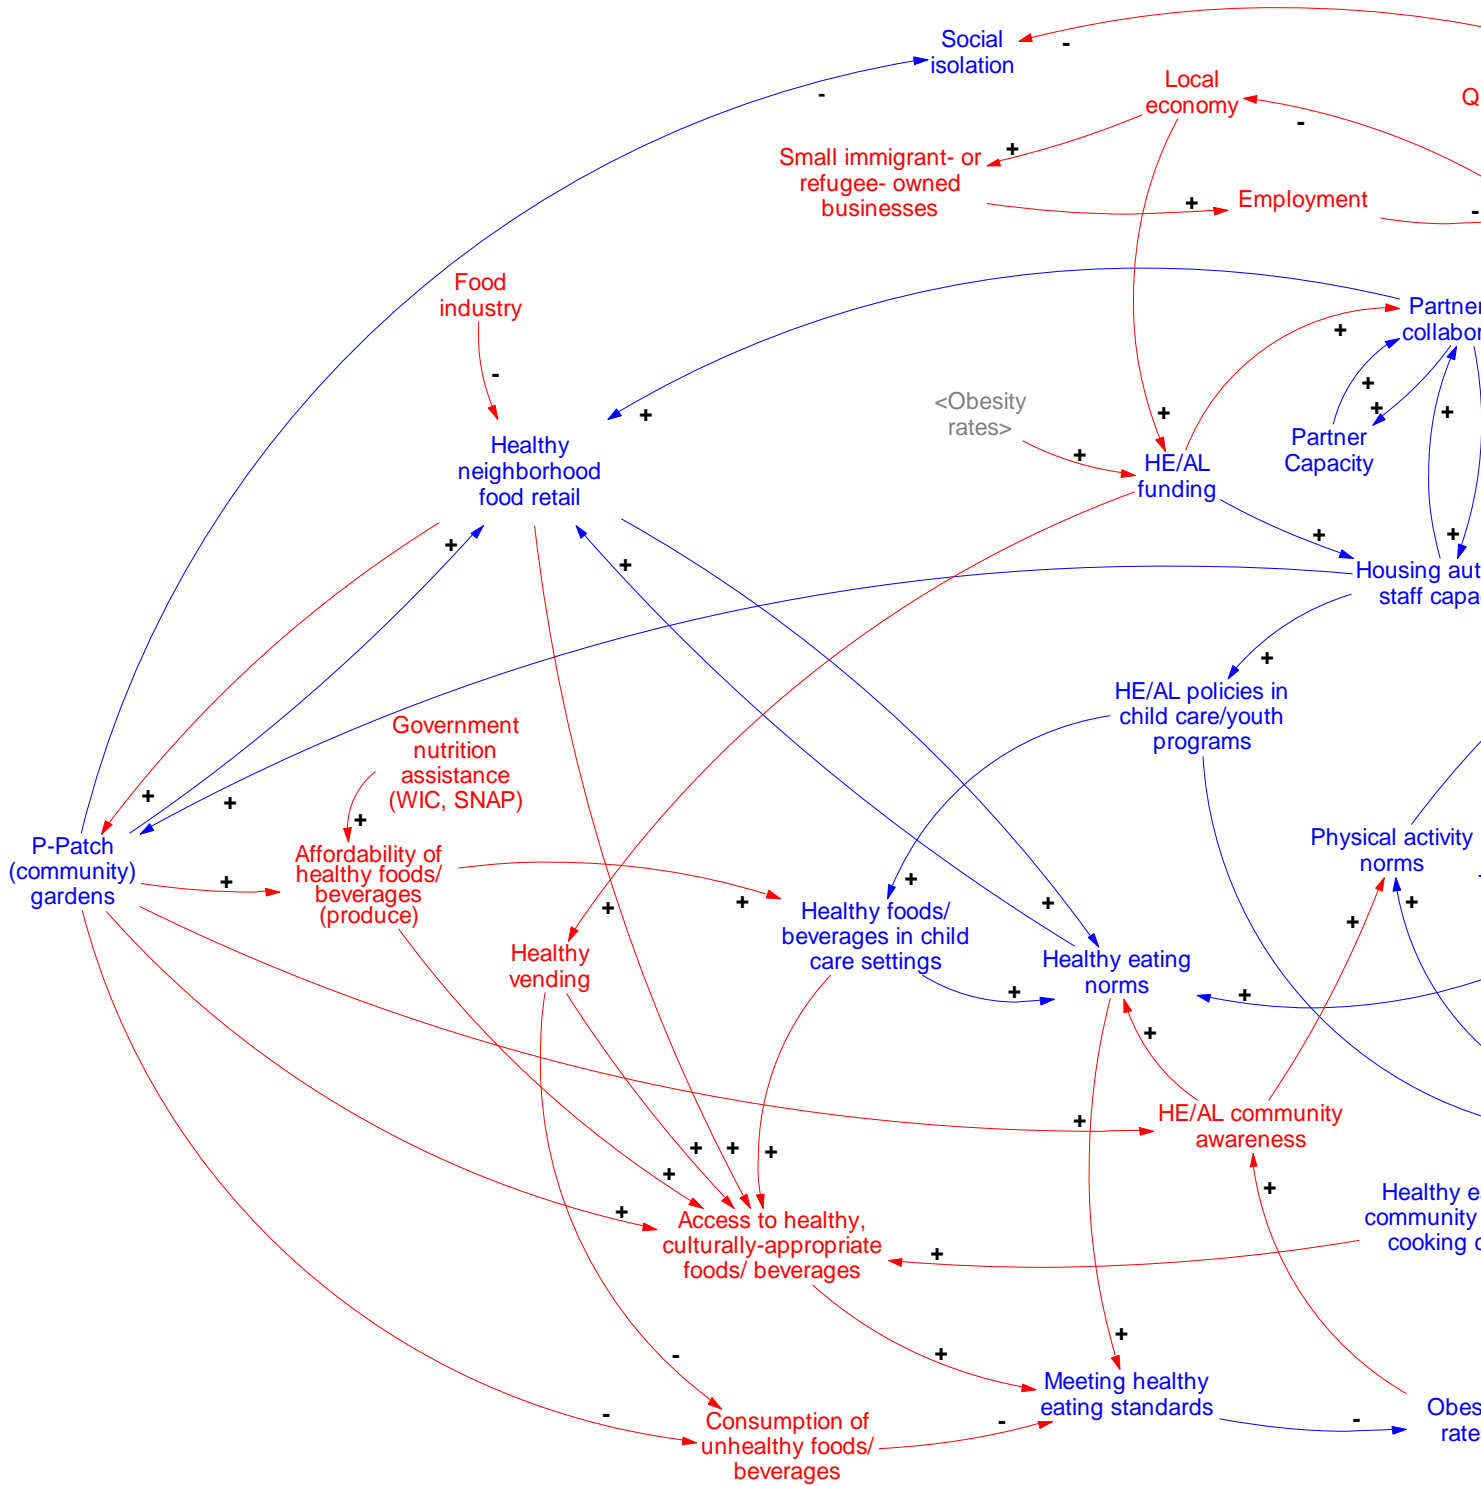 Social
isolation
Local
economy
Q
Small immigrant- or
refugee- owned
businesses
Employment
Food
industry
Partner
collabor
<Obesity
rates>
Partner
Capacity
Healthy
neighborhood
food retail
HE/AL
funding
Housing aut
staff capa
HE/AL policies in
child care/youth
programs
Government
nutrition
assistance
(WIC, SNAP)
P-Patch
(community)
gardens
Affordability of
healthy foods/
beverages
(produce)
Physical activity
norms
Healthy foods/
beverages in child
care settings
Healthy
vending
Healthy eating
norms
HE/AL community
awareness
Healthy e
community
cooking c
Access to healthy,
culturally-appropriate
foods/ beverages
Meeting healthy
eating standards
Obes
rate
Consumption of
unhealthy foods/
beverages